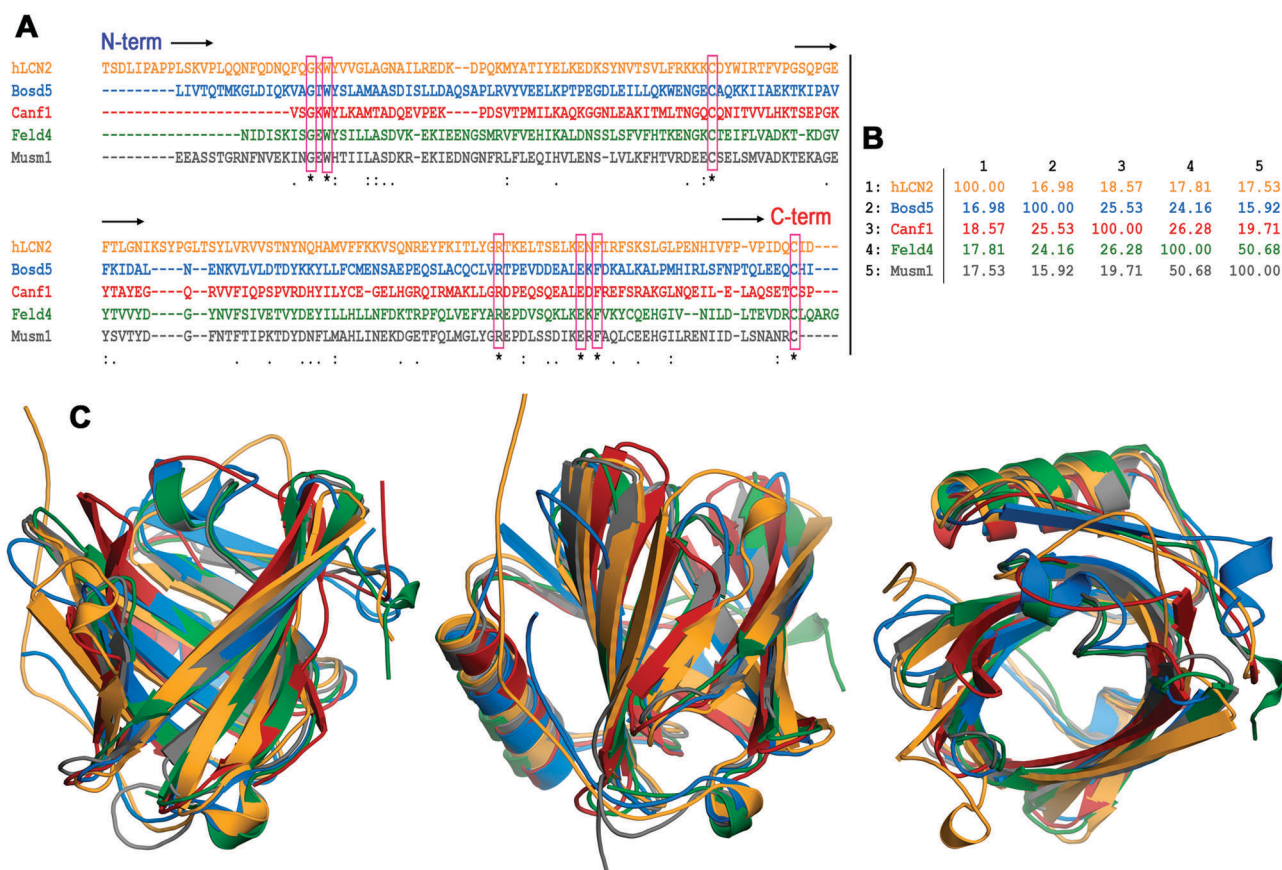 A
N-term
hLCN2 TSDLIPAPPLSKVPLQQNFQDNQFQGKWYVVGLAGNAILREDK--DPQKMYATIYELKEDKSYNVTSVLFRKKKCDYWIRTFVPGSQPGE
Bosd5 ---------LIVTQTMKGLDIQKVAGTWYSLAMAASDISLLDAQSAPLRVYVEELKPTPEGDLEILLQKWENGECAQKKIIAEKTKIPAV
Canf1 -----------------------VSGKWYLKAMTADQEVPEK----PDSVTPMILKAQKGGNLEAKITMLTNGQCQNITVVLHKTSEPGK
Feld4 -----------------NIDISKISGEWYSILLASDVK-EKIEENGSMRVFVEHIKALDNSSLSFVFHTKENGKCTEIFLVADKT-KDGV
Musm1 ---------EEASSTGRNFNVEKINGEWHTIILASDKR-EKIEDNGNFRLFLEQIHVLENS-LVLKFHTVRDEECSELSMVADKTEKAGE
. * * : : : . . : . . . * . : .
C-term
hLCN2 FTLGNIKSYPGLTSYLVRVVSTNYNQHAMVFFKKVSQNREYFKITLYGRTKELTSELKENFIRFSKSLGLPENHIVFP-VPIDQCID---
Bosd5 FKIDAL---N---ENKVLVLDTDYKKYLLFCMENSAEPEQSLACQCLVRTPEVDDEALEKFDKALKALPMHIRLSFNPTQLEEQCHI---
Canf1 YTAYEG---Q---RVVFIQPSPVRDHYILYCE-GELHGRQIRMAKLLGRDPEQSQEALEDFREFSRAKGLNQEIL-E-LAQSETCSP---
Feld4 YTVVYD---G---YNVFSIVETVYDEYILLHLLNFDKTRPFQLVEFYAREPDVSQKLKEKFVKYCQEHGIV--NILD-LTEVDRCLQARG
Musm1 YSVTYD---G---FNTFTIPKTDYDNFLMAHLINEKDGETFQLMGLYGREPDLSSDIKERFAQLCEEHGILRENIID-LSNANRC-----
: . . . . . . . . * : . . * * : . : : . *
B
1 2 3 4 5
1: hLCN2 100.00 16.98 18.57 17.81 17.53
2: Bosd5 16.98 100.00 25.53 24.16 15.92
3: Canf1 18.57 25.53 100.00 26.28 19.71
4: Feld4 17.81 24.16 26.28 100.00 50.68
5: Musm1 17.53 15.92 19.71 50.68 100.00
C